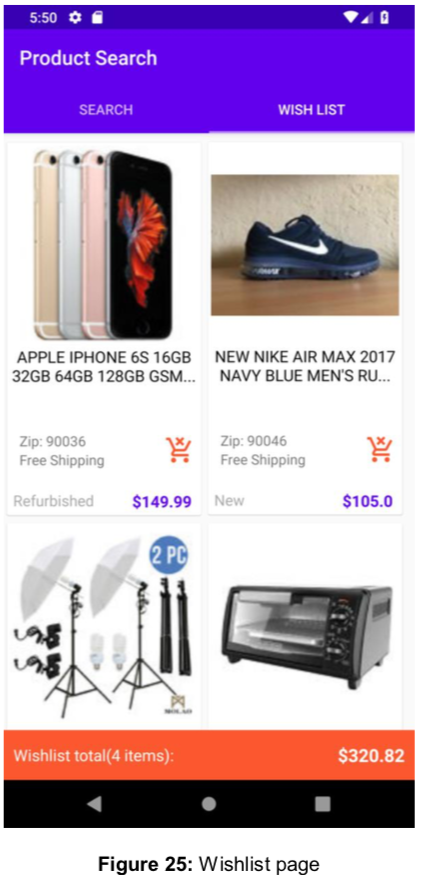 5:50
Product Search
SEARCH WISH LIST
APPLE IPHONE 6S 16GB
32GB 64GB 128GB GSM...
Zip: 90036
Free Shipping
Refurbished $149.99
NEW NIKE AIR MAX 2017
NAVY BLUE MEN'S RU...
Zip: 90046
Free Shipping
New $105.0
2 PC
Wishlist total(4 items): $320.82
Figure 25: Wishlist page